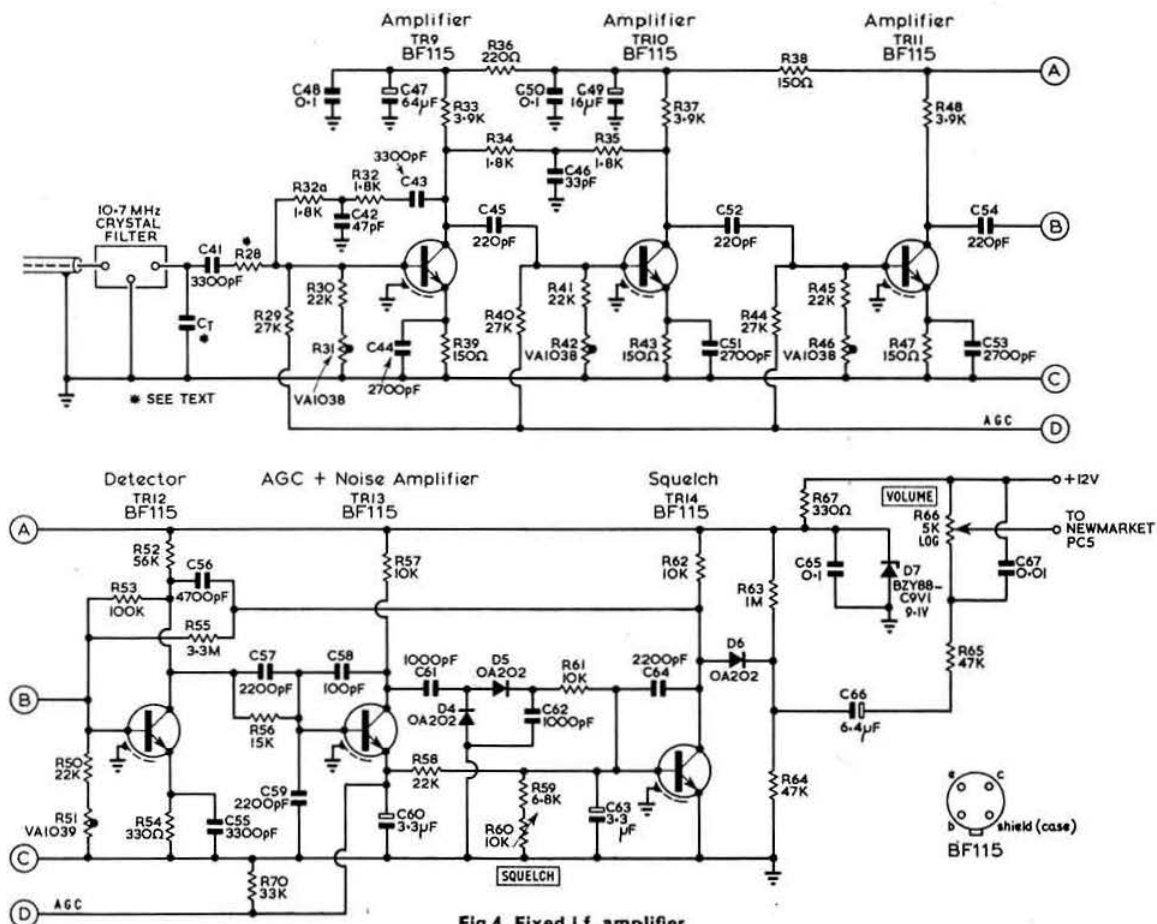 Amplifier
TR9
BF115
Amplifier
TR10
BF115
Amplifier
TR11
BF115
R36
220Ω
R38
150Ω
A
C48
0·1
C47
64µF
R33
3·9K
C50
0·1
C49
16µF
R37
3·9K
R48
3·9K
R34
1·8K
R35
1·8K
3300pF
C43
C46
33pF
R32a
1·8K
R32
1·8K
C42
47pF
10·7 MHz
CRYSTAL
FILTER
C41
3300pF
*
R28
C45
220pF
C52
220pF
C54
220pF
B
CT
*
R29
27K
R30
22K
R31
VA1038
C44
2700pF
R39
150Ω
R40
27K
R41
22K
R42
VA1038
R43
150Ω
C51
2700pF
R44
27K
R45
22K
R46
VA1038
R47
150Ω
C53
2700pF
C
* SEE TEXT
AGC
D
Detector
TR12
BF115
AGC + Noise Amplifier
TR13
BF115
Squelch
TR14
BF115
A
R52
56K
C56
4700pF
R53
100K
R55
3·3M
R57
10K
R62
10K
R63
1M
R67
330Ω
VOLUME
R66
5K
LOG
+12V
TO
NEWMARKET
PC5
C65
0·1
D7
BZY88–
C9V1
9·1V
C67
0·01
R65
47K
C57
2200pF
C58
100pF
R56
15K
1000pF
C61
D5
OA202
R61
10K
2200pF
C64
D6
OA202
D4
OA202
C62
1000pF
C66
6·4µF
B
R50
22K
R51
VA1039
R54
330Ω
C55
3300pF
C59
2200pF
R58
22K
C60
3·3µF
R59
6·8K
R60
10K
C63
3·3
µF
R64
47K
C
SQUELCH
R70
33K
D
AGC
e
c
b
shield (case)
BF115
Fig 4. Fixed i.f. amplifier